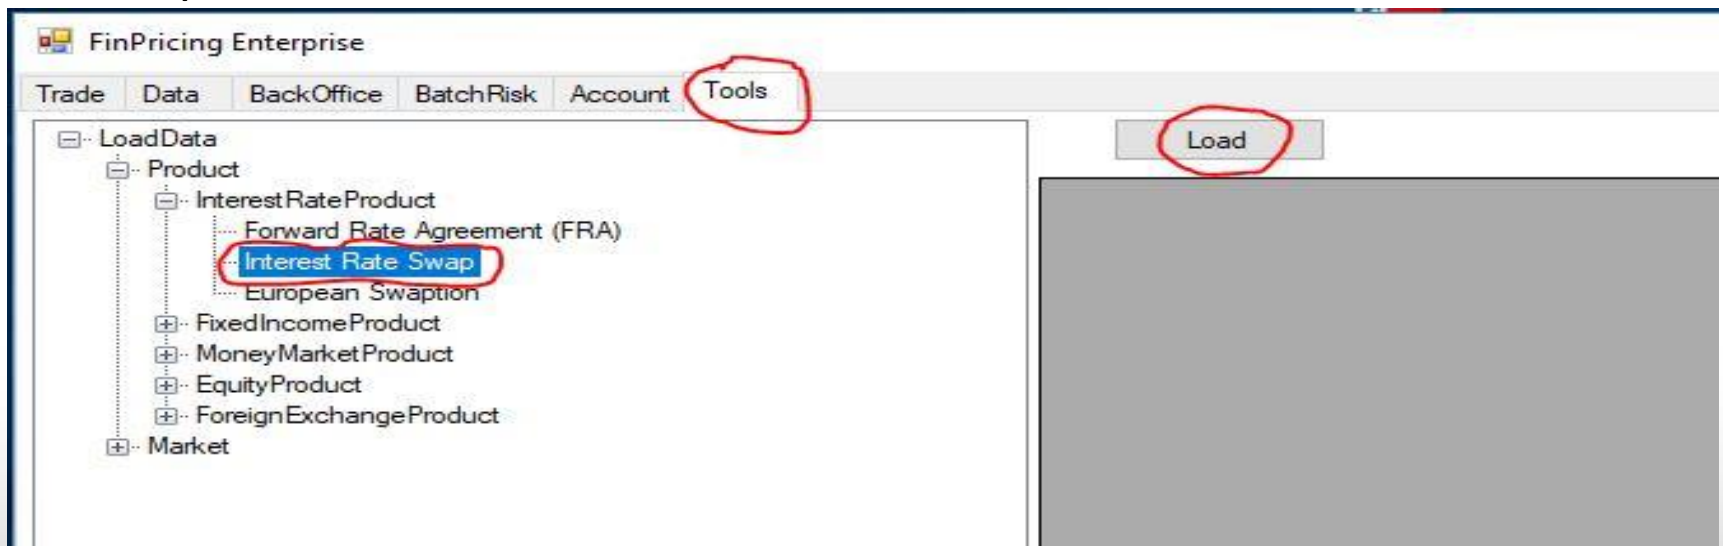 FinPricing Enterprise
Trade Data BackOffice BatchRisk Account Tools
LoadData
Load
Product
InterestRateProduct
Forward Rate Agreement (FRA)
Interest Rate Swap
European Swaption
FixedIncomeProduct
MoneyMarketProduct
EquityProduct
ForeignExchangeProduct
Market